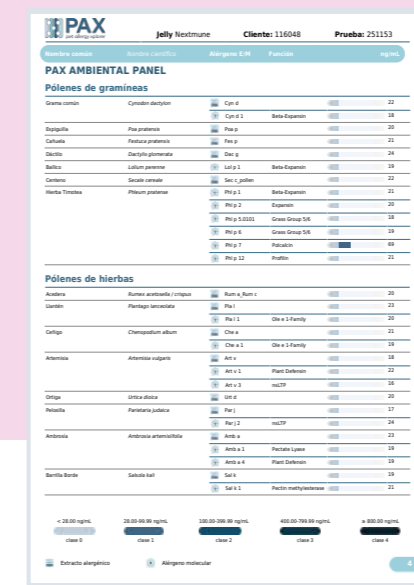 PAX
pet allergy xplorer
Jelly Nextmune Cliente: 116048 Prueba: 251153
Nombre común Nombre científico Alérgeno E/M Función ng/mL
PAX AMBIENTAL PANEL
Pólenes de gramíneas
Grama común Cynodon dactylon Cyn d 22
Cyn d 1 Beta-Expansin 18
Espiguilla Poa pratensis Poa p 20
Cañuela Festuca pratensis Fes p 21
Dáctilo Dactylis glomerata Dac g 24
Ballico Lolium perenne Lol p 1 Beta-Expansin 19
Centeno Secale cereale Sec c_pollen 22
Hierba Timotea Phleum pratense Phl p 1 Beta-Expansin 21
Phl p 2 Expansin 20
Phl p 5.0101 Grass Group 5/6 18
Phl p 6 Grass Group 5/6 19
Phl p 7 Polcalcin 69
Phl p 12 Profilin 21
Pólenes de hierbas
Acedera Rumex acetosella / crispus Rum a_Rum c 20
Llantén Plantago lanceolata Pla l 23
Pla l 1 Ole e 1-Family 20
Ceñigo Chenopodium album Che a 21
Che a 1 Ole e 1-Family 19
Artemisia Artemisia vulgaris Art v 18
Art v 1 Plant Defensin 22
Art v 3 nsLTP 16
Ortiga Urtica dioica Urt d 20
Pelosilla Parietaria judaica Par j 17
Par j 2 nsLTP 24
Ambrosía Ambrosia artemisiifolia Amb a 23
Amb a 1 Pectate Lyase 19
Amb a 4 Plant Defensin 19
Barrilla Borde Salsola kali Sal k 19
Sal k 1 Pectin methylesterase 21
< 28.00 ng/mL 28.00-99.99 ng/mL 100.00-399.99 ng/mL 400.00-799.99 ng/mL ≥ 800.00 ng/mL
clase 0 clase 1 clase 2 clase 3 clase 4
Extracto alergénico Alérgeno molecular
4